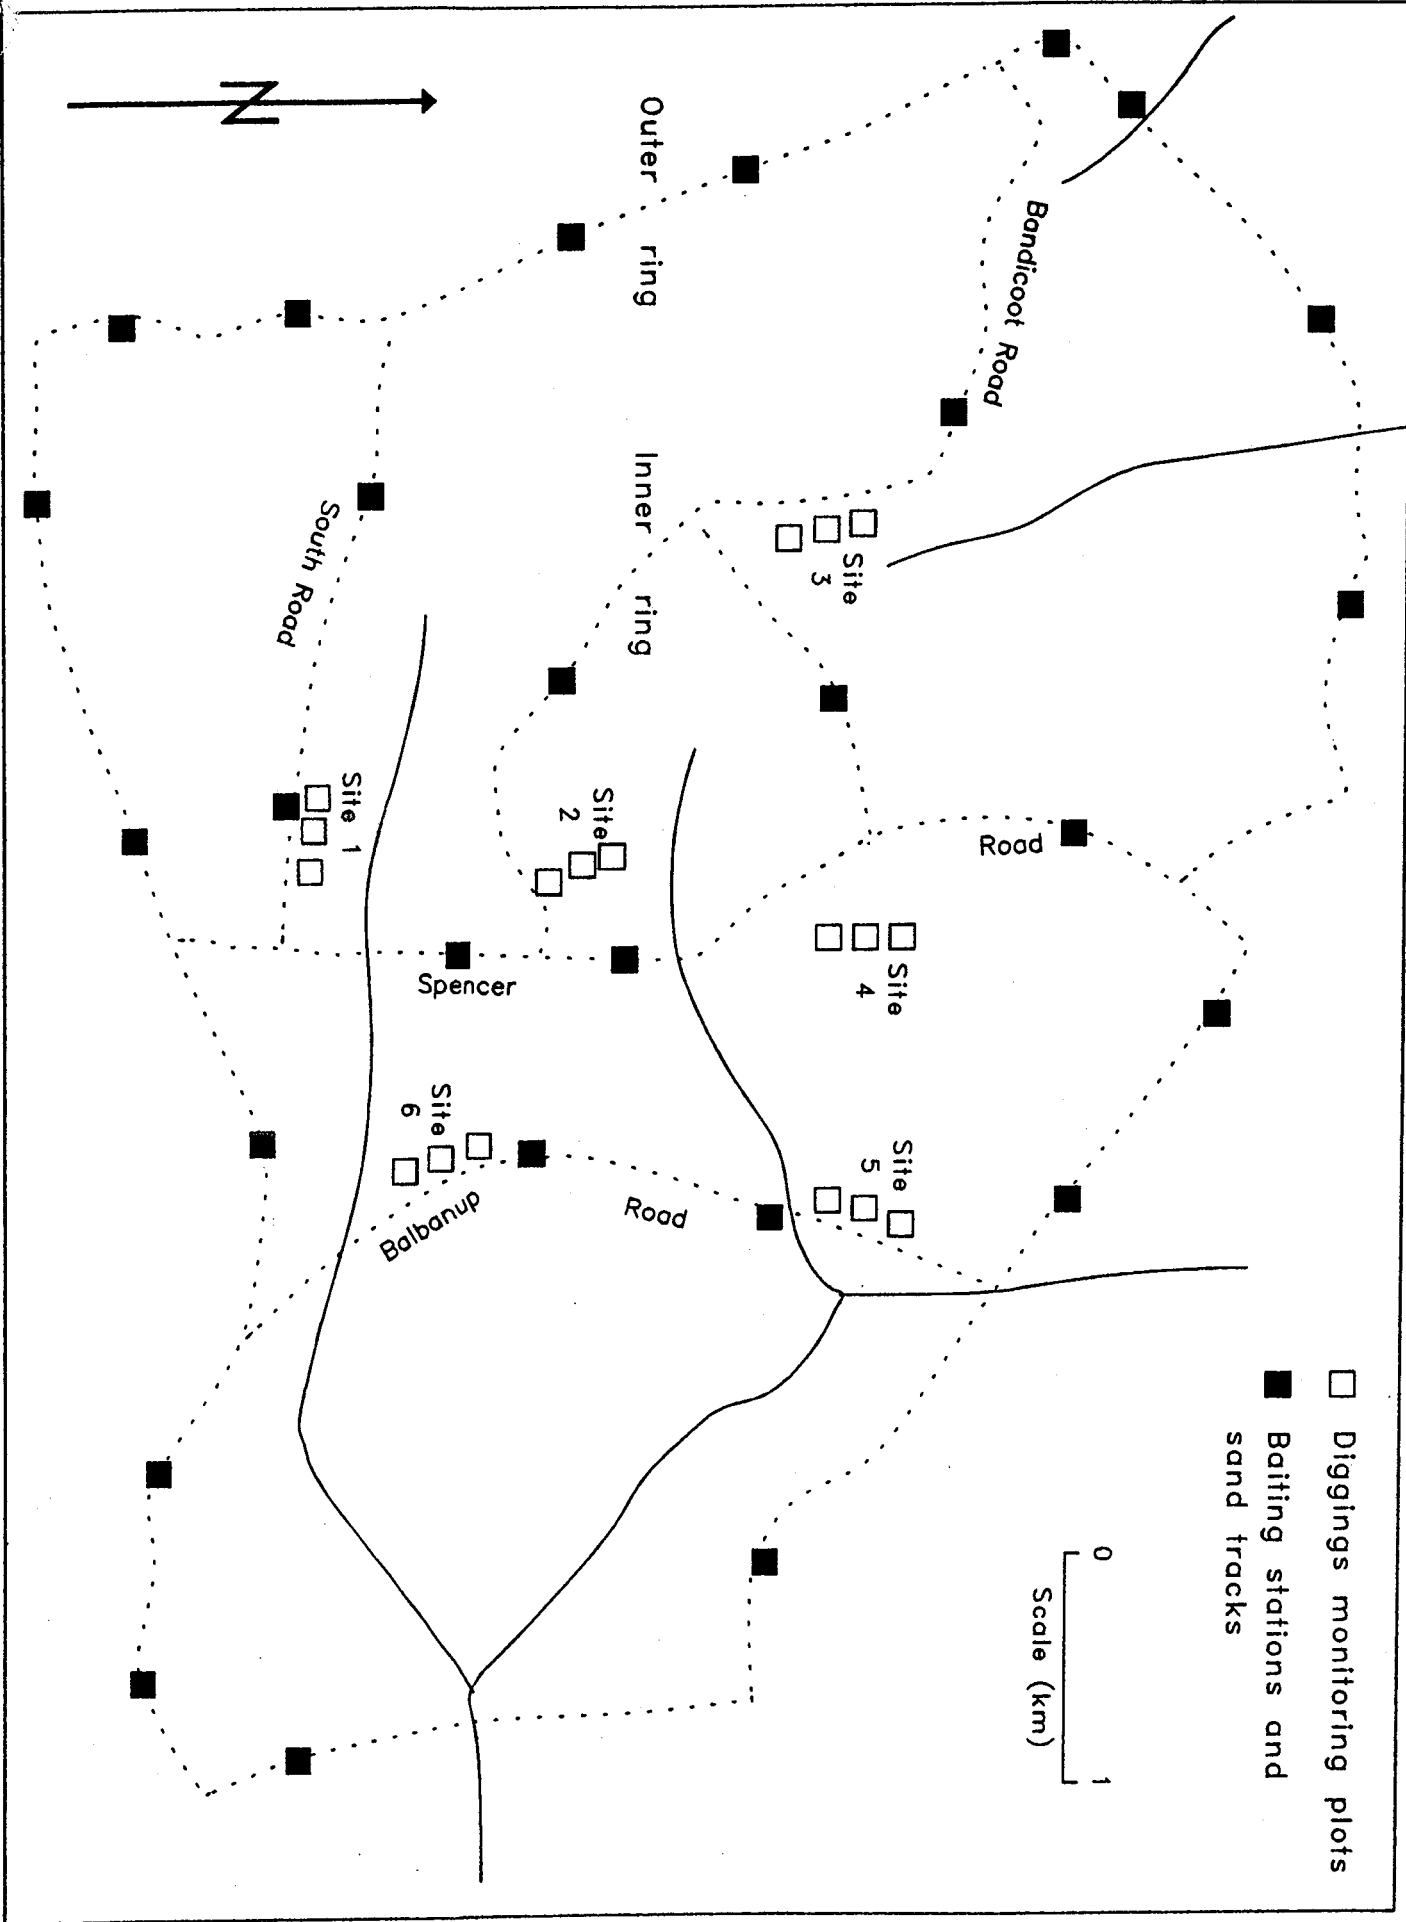 N
Outer ring
Bandicoot Road
Inner ring
South Road
Site
3
Site 1
Site
2
Road
Site
4
Spencer
Site
6
Balbanup
Road
Site
5
Diggings monitoring plots
Baiting stations and
sand tracks
0 1
Scale (km)